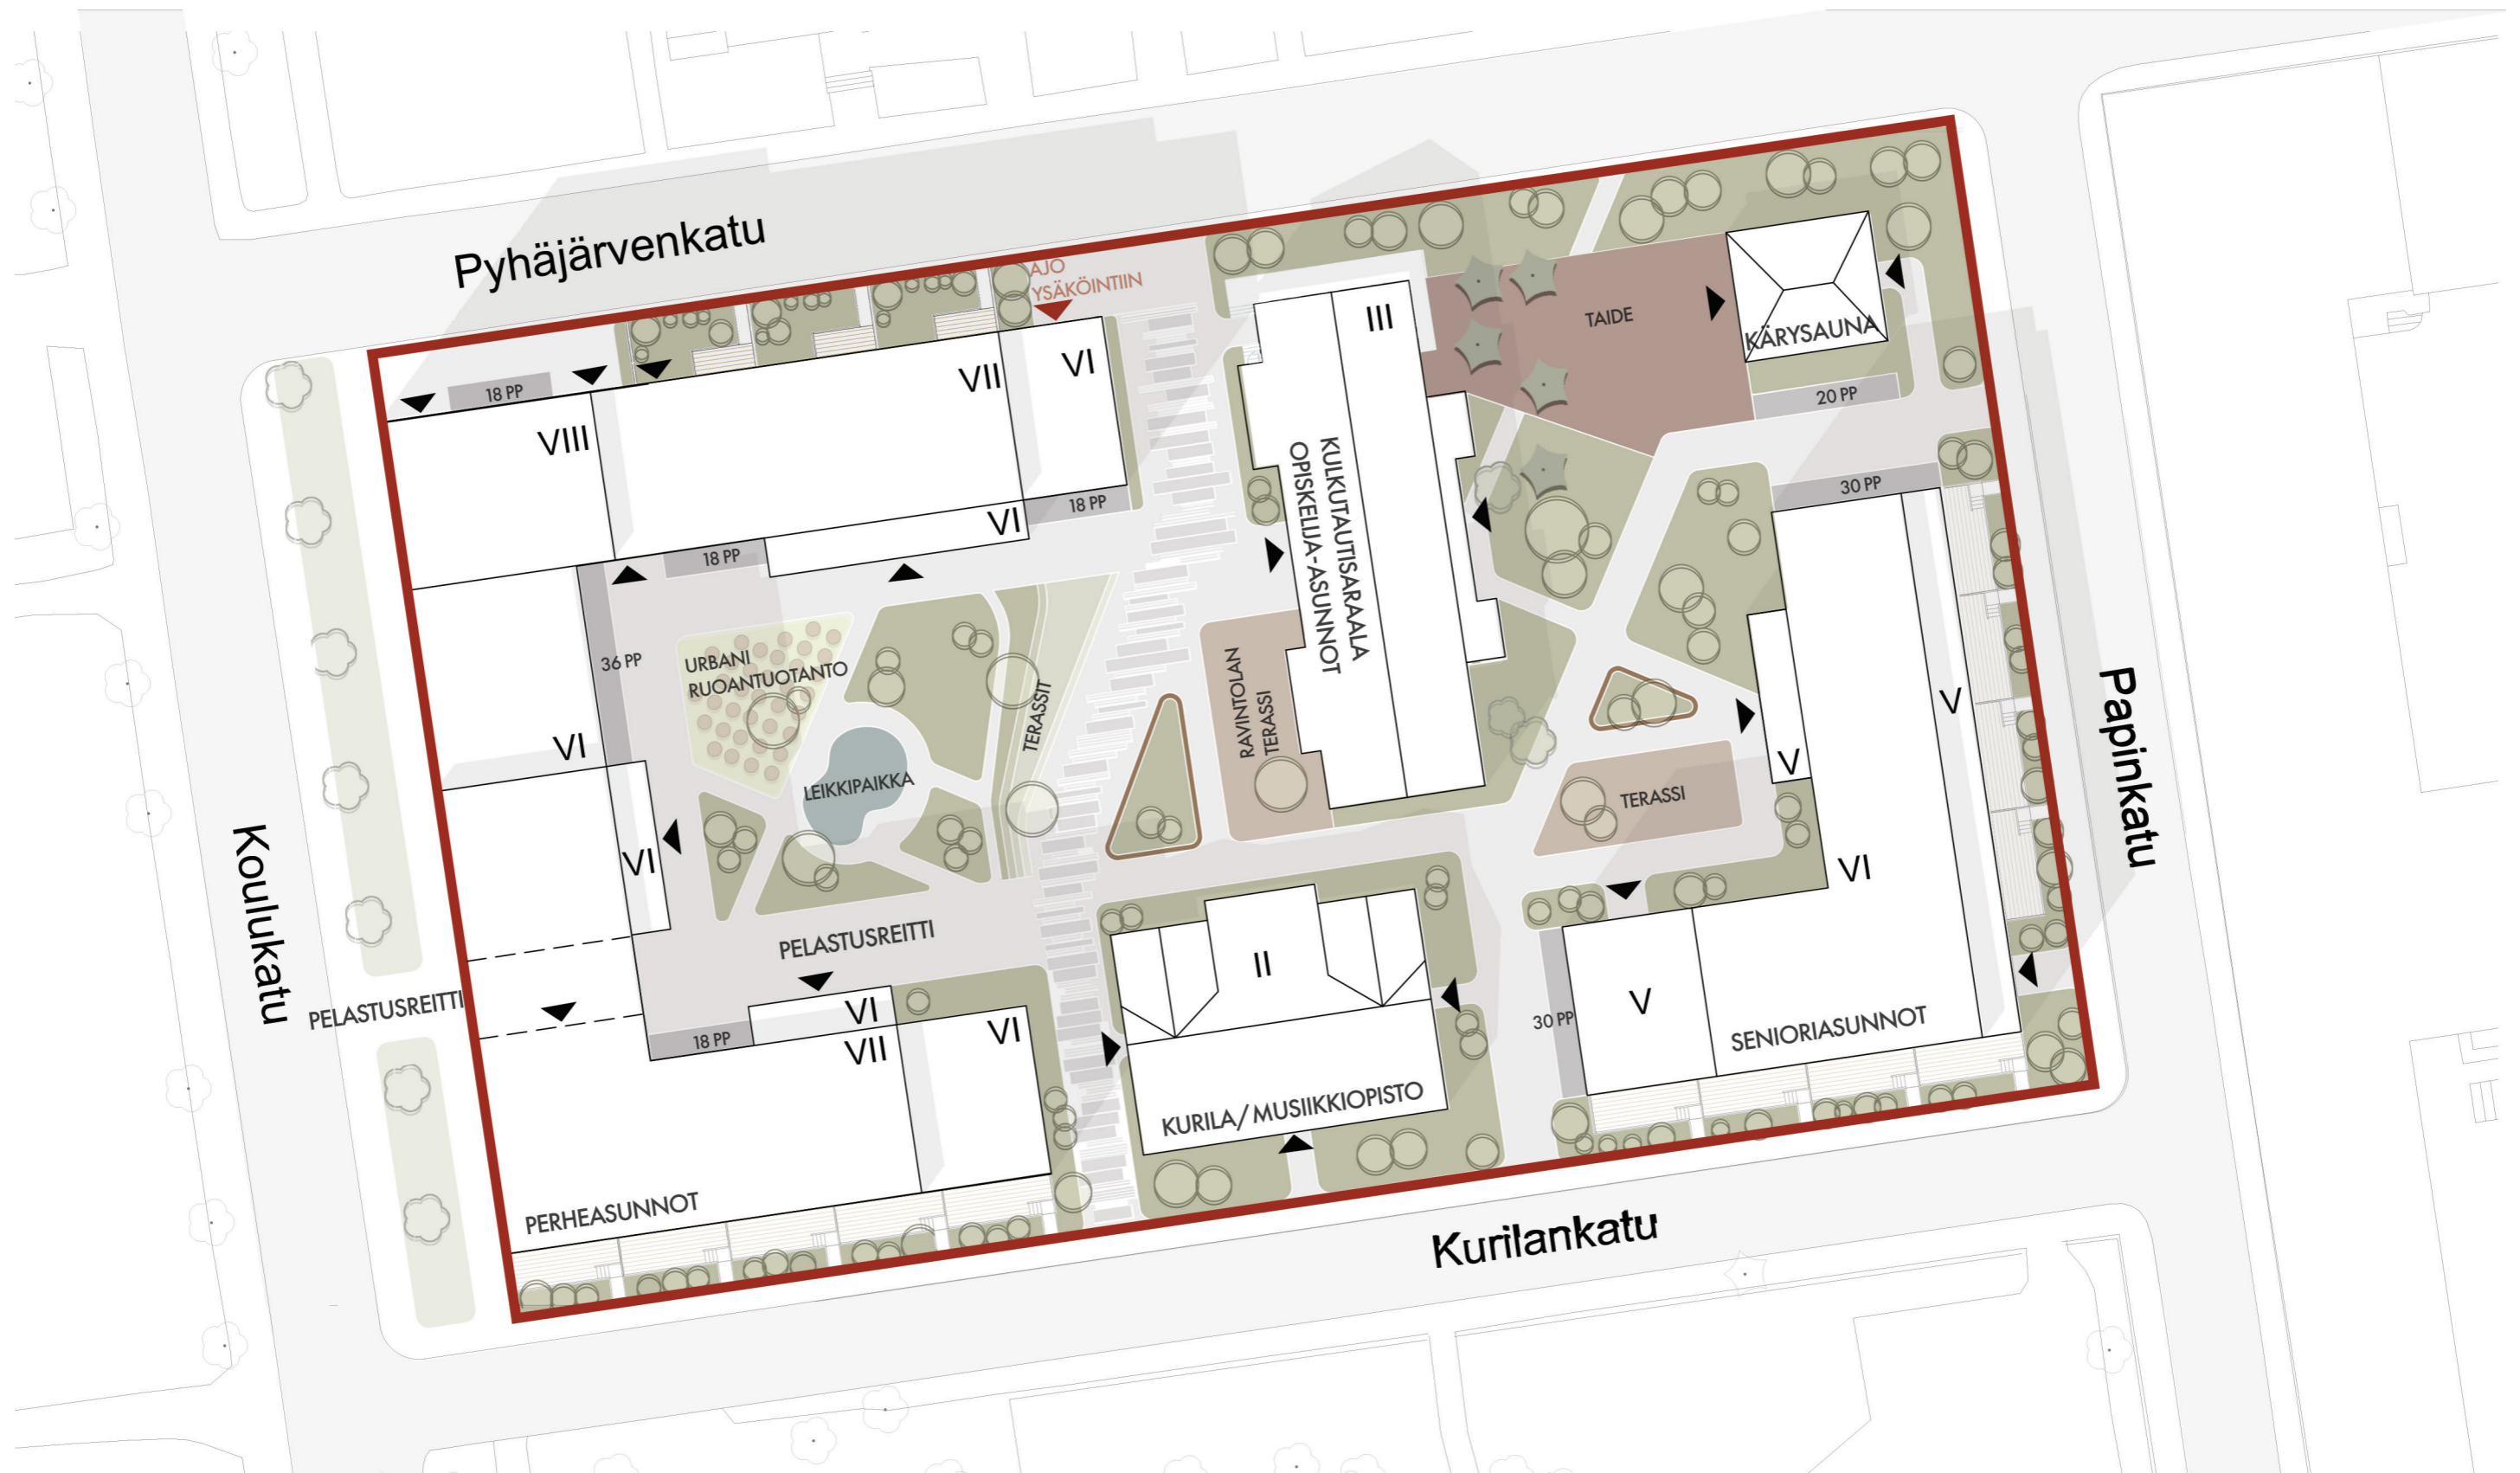 Pyhäjärvenkatu
AJO
YSÄKÖINTIIN
III
TAIDE
KÄRYSAUNA
20 PP
18 PP
VIII
VII
VI
18 PP
VI
18 PP
30 PP
36 PP
URBANI
RUOANTUOTANTO
TERASSIT
LEIKKIPAIKKA
KULKUTAUTISARAALA
OPISKELIJA-ASUNNOT
RAVINTOLAN
TERASSI
TERASSI
V
V
VI
VI
VI
Papinkatu
Koulukatu
PELASTUSREITTI
PELASTUSREITTI
VI
VII
VI
18 PP
II
KURILA/MUSIIKKIOPISTO
30 PP
V
SENIORIASUNNOT
PERHEASUNNOT
Kurilankatu